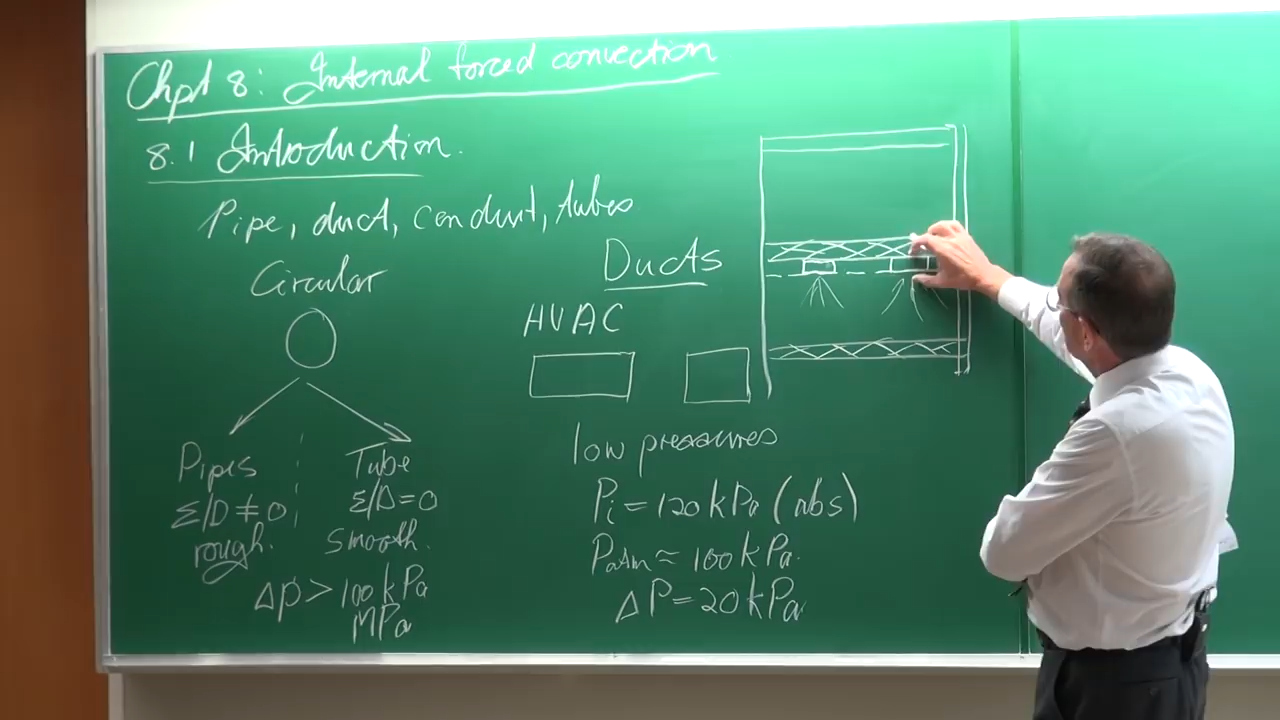 Chpt 8: Internal forced convection
8.1 Introduction.
Pipe, duct, conduit, tubes
Circular
Pipes
Ɛ/D ≠ 0
rough.
Tube
Ɛ/D = 0
smooth.
Δp > 100 kPa
MPa
Ducts
HVAC
low pressures
Pi = 120 kPa (abs)
Patm ≈ 100 kPa.
ΔP = 20 kPa